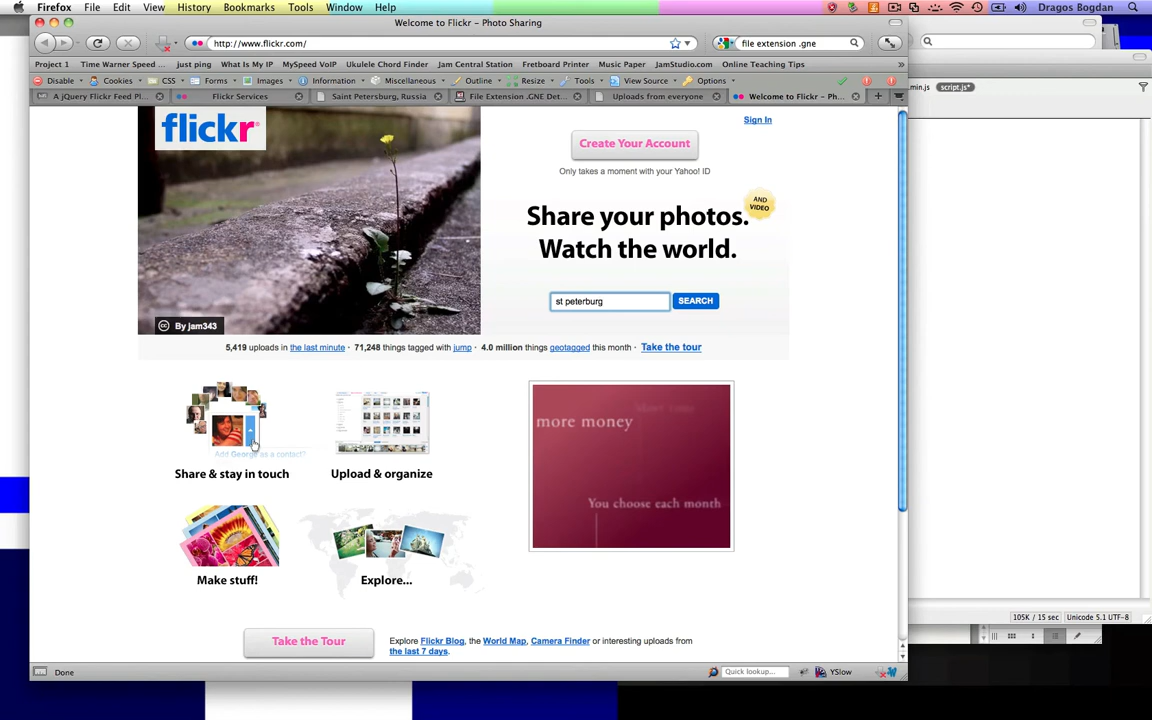 Firefox File Edit View History Bookmarks Tools Window Help Dragos Bogdan
Welcome to Flickr - Photo Sharing
http://www.flickr.com/ file extension .gne
Project 1 Time Warner Speed ... just ping What Is My IP MySpeed VoIP Ukulele Chord Finder Jam Central Station Fretboard Printer Music Paper JamStudio.com Online Teaching Tips »
Disable Cookies CSS Forms Images Information Miscellaneous Outline Resize Tools View Source Options
A jQuery Flickr Feed Pl... Flickr Services Saint Petersburg, Russia File Extension .GNE Det... Uploads from everyone Welcome to Flickr - Ph...
min.js script.js*
flickr
Sign In
Create Your Account
Only takes a moment with your Yahoo! ID
AND VIDEO
Share your photos.
Watch the world.
st peterburg SEARCH
By jam343
5,419 uploads in the last minute · 71,248 things tagged with jump · 4.0 million things geotagged this month · Take the tour
more money short time
Add George as a contact?
Share & stay in touch Upload & organize
You choose each month
Make stuff! Explore...
Take the Tour
Explore Flickr Blog, the World Map, Camera Finder or interesting uploads from
the last 7 days.
105K / 15 sec Unicode 5.1 UTF-8
Done Quick lookup... YSlow